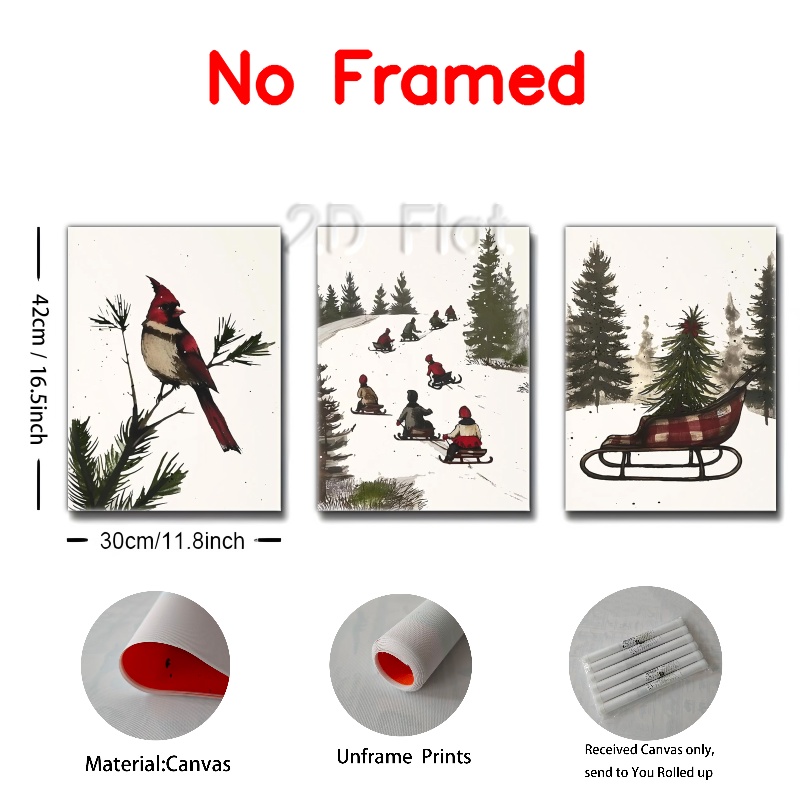 No Framed
2D Flat
42cm / 16.5inch
30cm/11.8inch
Material:Canvas
Unframe Prints
Received Canvas only,
send to You Rolled up